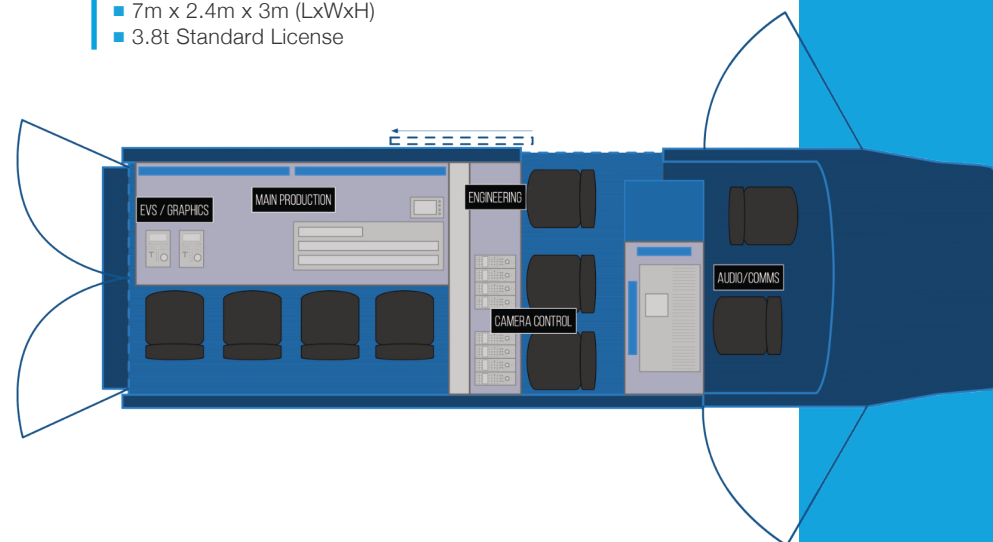 7m x 2.4m x 3m (LxWxH)
3.8t Standard License
EVS / GRAPHICS
MAIN PRODUCTION
ENGINEERING
CAMERA CONTROL
AUDIO/COMMS